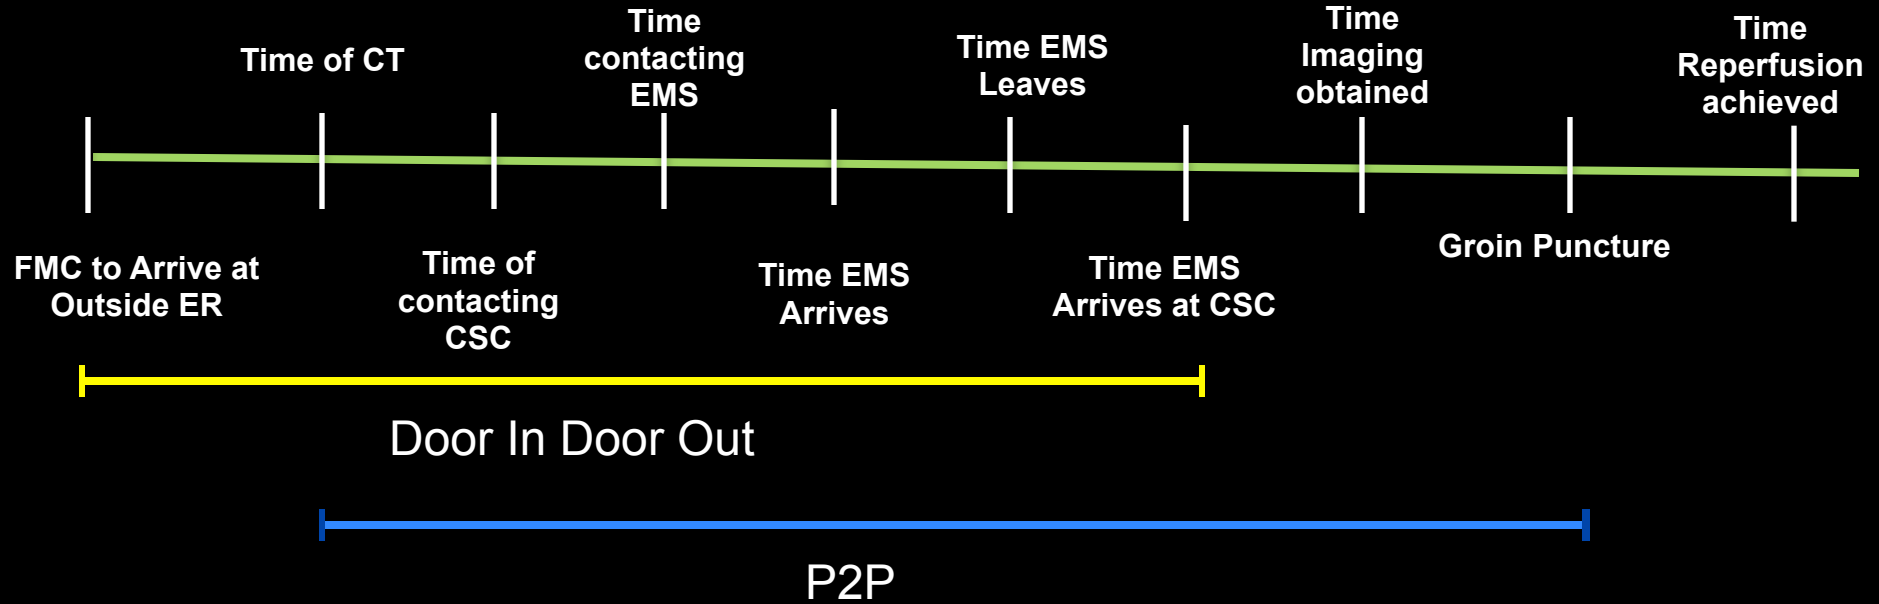 Time of CT
Time
contacting
EMS
Time EMS
Leaves
Time
Imaging
obtained
Time
Reperfusion
achieved
FMC to Arrive at
Outside ER
Time of
contacting
CSC
Time EMS
Arrives
Time EMS
Arrives at CSC
Groin Puncture
Door In Door Out
P2P